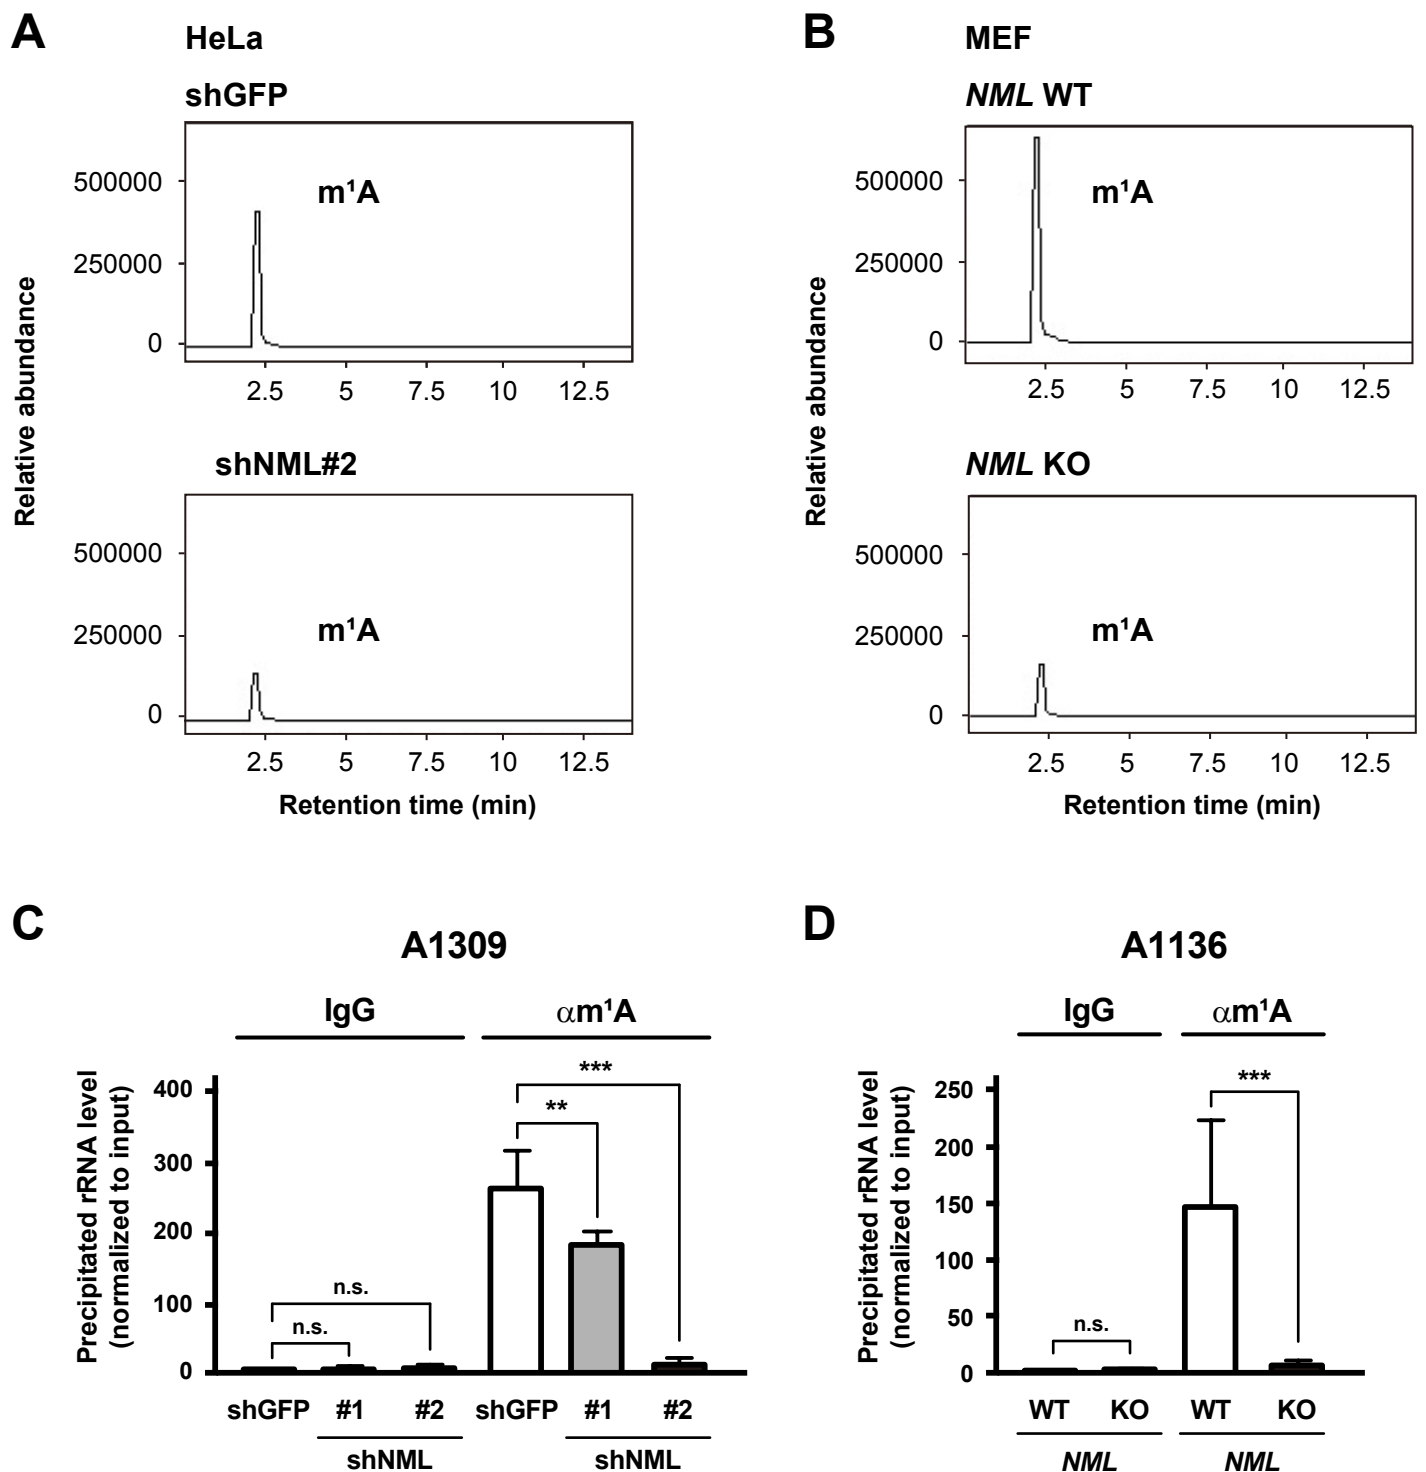 A
HeLa
shGFP
500000
250000
0
m¹A
2.5 5 7.5 10 12.5
shNML#2
500000
250000
0
m¹A
2.5 5 7.5 10 12.5
Relative abundance
Retention time (min)
B
MEF
NML WT
500000
250000
0
m¹A
2.5 5 7.5 10 12.5
NML KO
500000
250000
0
m¹A
2.5 5 7.5 10 12.5
Relative abundance
Retention time (min)
C
A1309
IgG αm¹A
Precipitated rRNA level
(normalized to input)
400
300
200
100
0
n.s.
n.s.
***
**
shGFP #1 #2 shGFP #1 #2
shNML shNML
D
A1136
IgG αm¹A
Precipitated rRNA level
(normalized to input)
250
200
150
100
50
0
n.s.
***
WT KO WT KO
NML NML